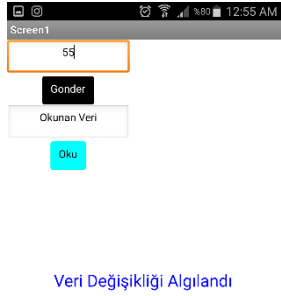 %80 12:55 AM
Screen1
55
Gonder
Okunan Veri
Oku
Veri Değişikliği Algılandı